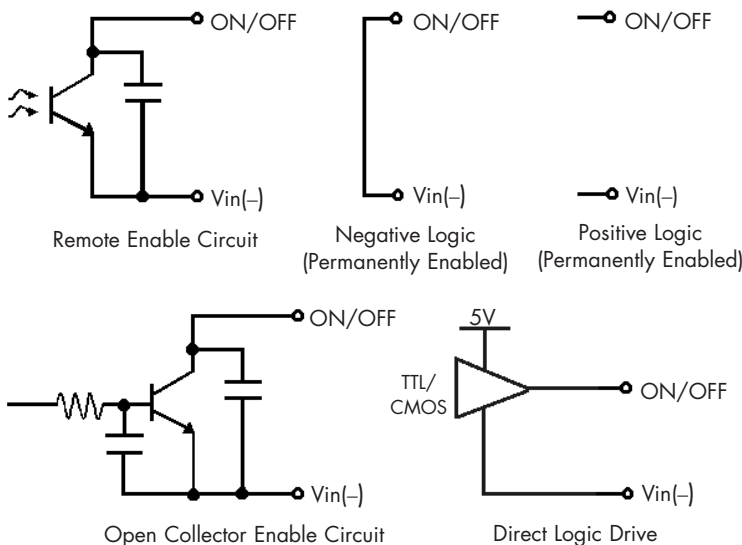 ON/OFF
Vin(–)
Remote Enable Circuit
ON/OFF
Vin(–)
Negative Logic
(Permanently Enabled)
ON/OFF
Vin(–)
Positive Logic
(Permanently Enabled)
ON/OFF
Vin(–)
Open Collector Enable Circuit
5V
TTL/
CMOS
ON/OFF
Vin(–)
Direct Logic Drive